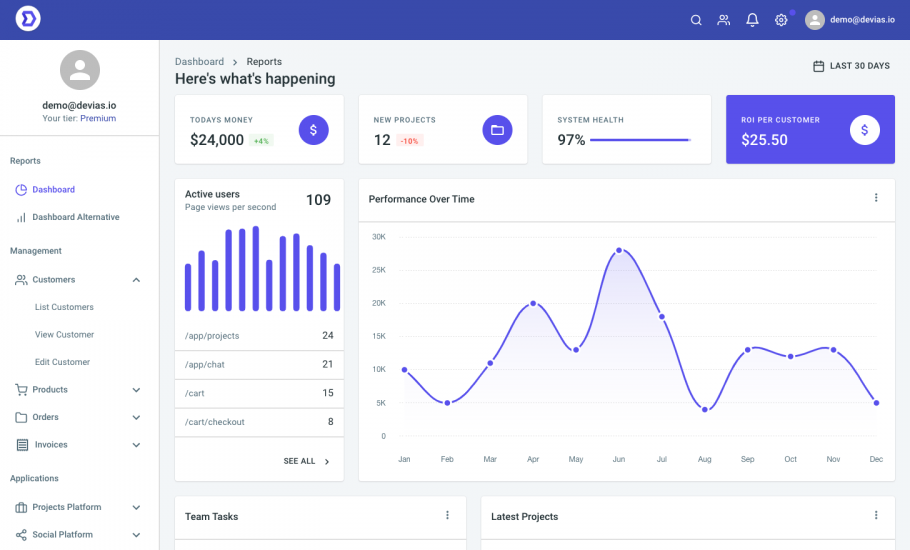 demo@devias.io
demo@devias.io
Your tier: Premium
Reports
Dashboard
Dashboard Alternative
Management
Customers
List Customers
View Customer
Edit Customer
Products
Orders
Invoices
Applications
Projects Platform
Social Platform
Dashboard > Reports
Here's what's happening
LAST 30 DAYS
TODAYS MONEY
$24,000 +4%
$
NEW PROJECTS
12 -10%
SYSTEM HEALTH
97%
ROI PER CUSTOMER
$25.50
$
Active users
Page views per second
109
/app/projects 24
/app/chat 21
/cart 15
/cart/checkout 8
SEE ALL >
Performance Over Time
30K
25K
20K
15K
10K
5K
0
Jan Feb Mar Apr May Jun Jul Aug Sep Oct Nov Dec
Team Tasks
Latest Projects